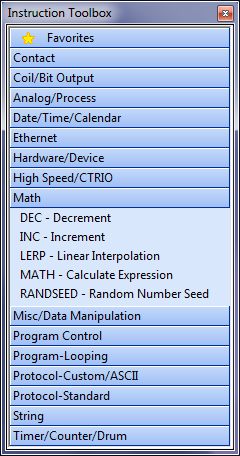 Instruction Toolbox
Favorites
Contact
Coil/Bit Output
Analog/Process
Date/Time/Calendar
Ethernet
Hardware/Device
High Speed/CTRIO
Math
DEC - Decrement
INC - Increment
LERP - Linear Interpolation
MATH - Calculate Expression
RANDSEED - Random Number Seed
Misc/Data Manipulation
Program Control
Program-Looping
Protocol-Custom/ASCII
Protocol-Standard
String
Timer/Counter/Drum